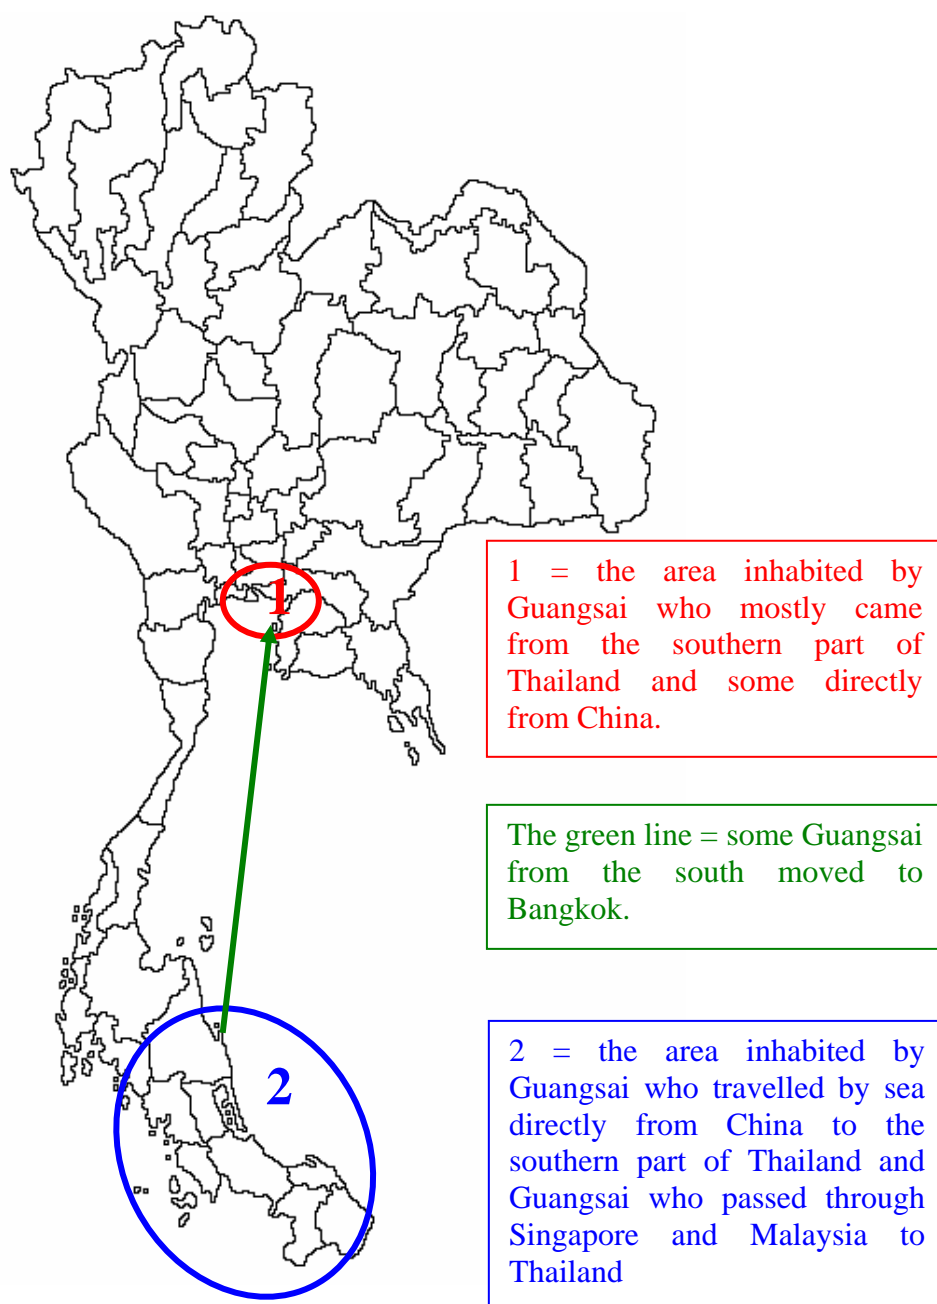 1
2
1 = the area inhabited by
Guangsai who mostly came
from the southern part of
Thailand and some directly
from China.
The green line = some Guangsai
from the south moved to
Bangkok.
2 = the area inhabited by
Guangsai who travelled by sea
directly from China to the
southern part of Thailand and
Guangsai who passed through
Singapore and Malaysia to
Thailand